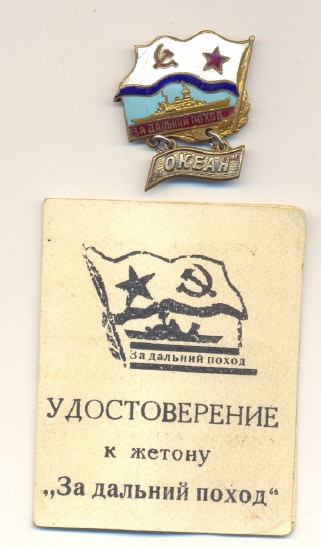 ЗА ДАЛЬНИЙ ПОХОД
„ОКЕАН"
За дальний поход
УДОСТОВЕРЕНИЕ
к жетону
„За дальний поход“